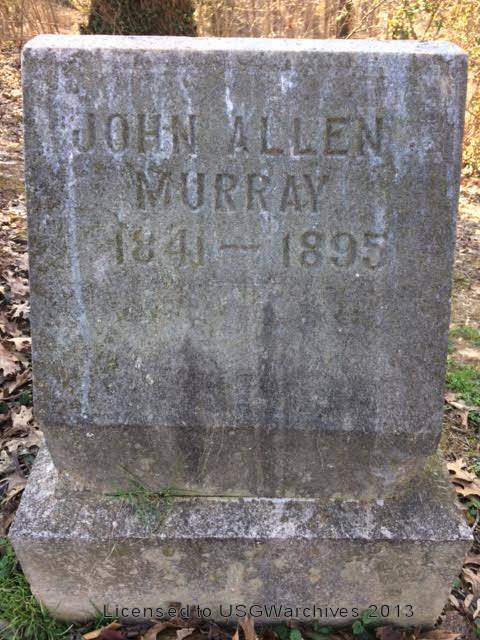 JOHN ALLEN
MURRAY
1841 — 1895
Licensed to USGWarchives 2013